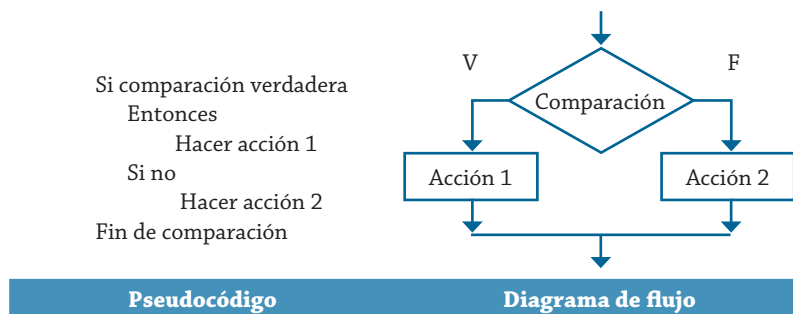 Si comparación verdadera
Entonces
Hacer acción 1
Si no
Hacer acción 2
Fin de comparación
V
F
Comparación
Acción 1
Acción 2
Pseudocódigo
Diagrama de flujo